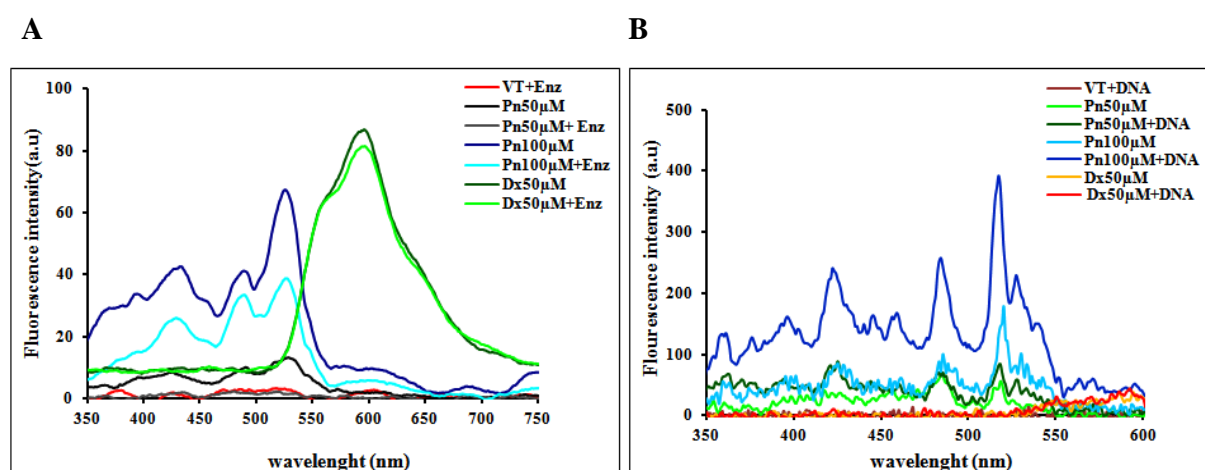 A
B
Fluorescence intensity(a.u)
100
80
60
40
20
0
350 400 450 500 550 600 650 700 750
wavelenght (nm)
VT+Enz
Pn50µM
Pn50µM+ Enz
Pn100µM
Pn100µM+Enz
Dx50µM
Dx50µM+Enz
Flourescence intensity (a.u)
500
400
300
200
100
0
350 400 450 500 550 600
wavelenght (nm)
VT+DNA
Pn50µM
Pn50µM+DNA
Pn100µM
Pn100µM+DNA
Dx50µM
Dx50µM+DNA